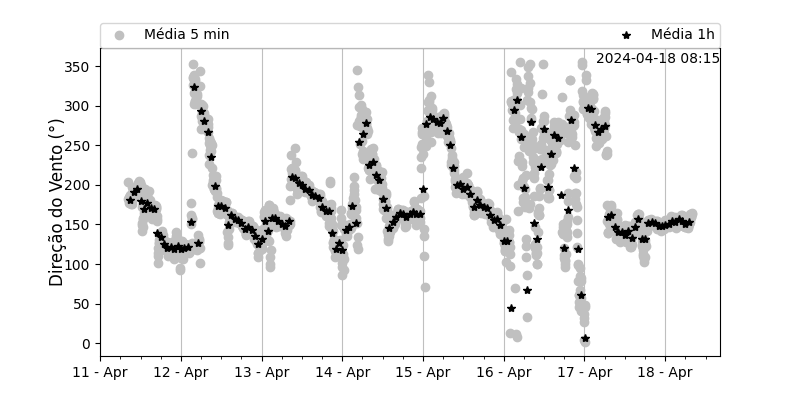 Média 5 min
Média 1h
2024-04-18 08:15
Direção do Vento (°)
350
300
250
200
150
100
50
0
11 - Apr
12 - Apr
13 - Apr
14 - Apr
15 - Apr
16 - Apr
17 - Apr
18 - Apr